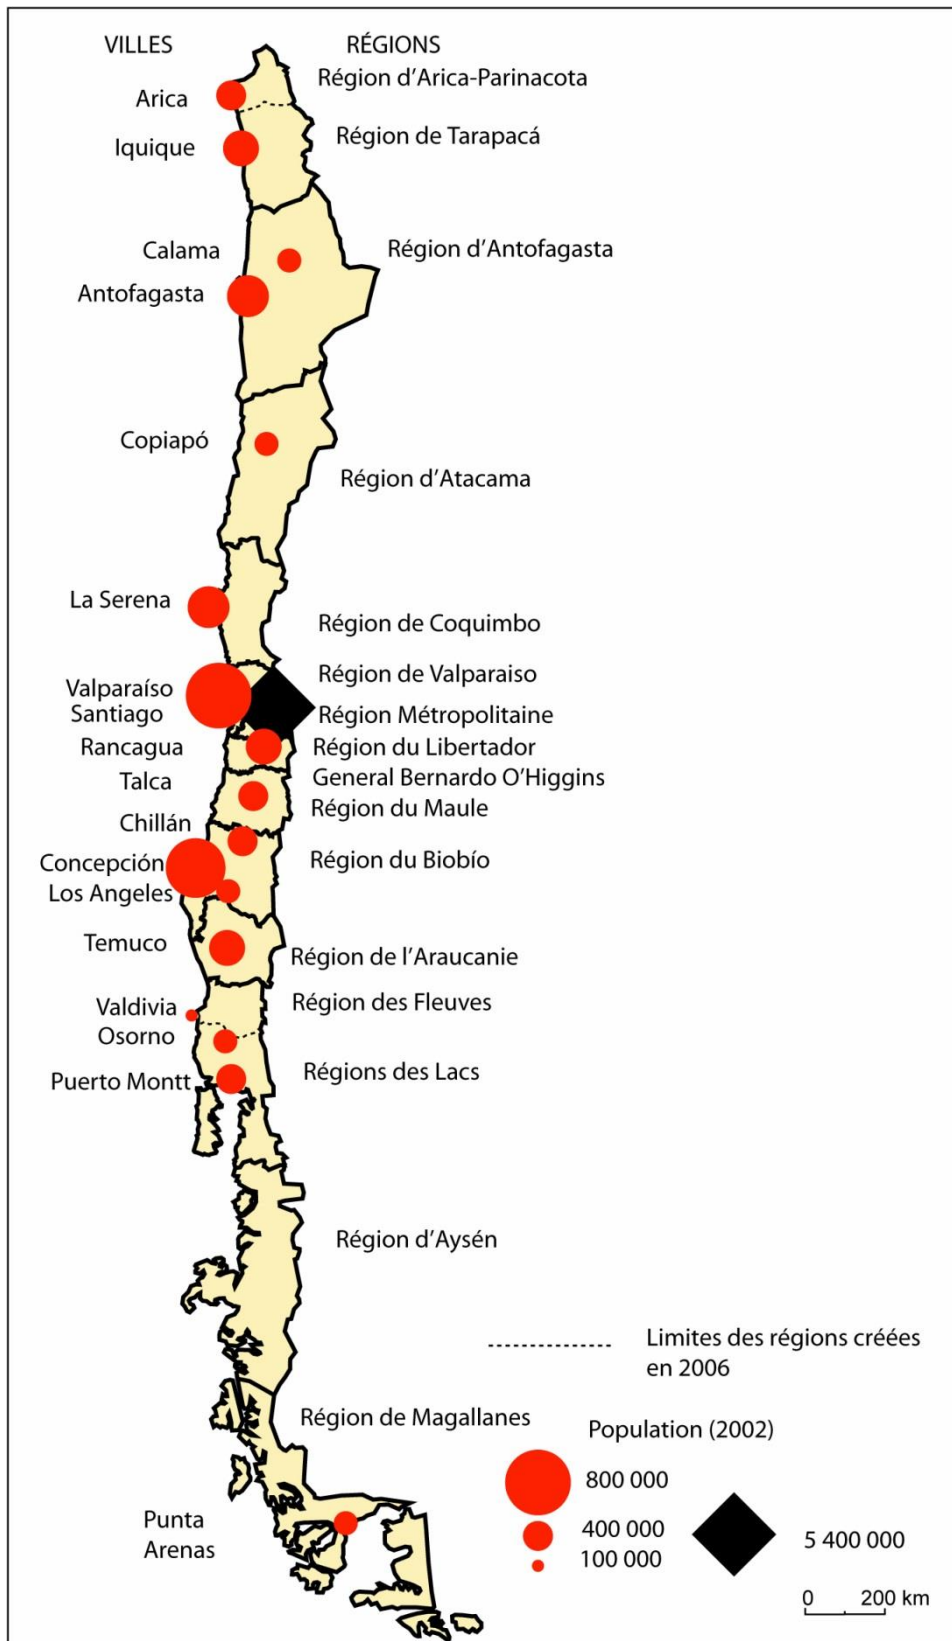 VILLES
RÉGIONS
Région d'Arica-Parinacota
Arica
Région de Tarapacá
Iquique
Région d'Antofagasta
Calama
Antofagasta
Copiapó
Région d'Atacama
La Serena
Région de Coquimbo
Région de Valparaiso
Valparaíso
Santiago
Région Métropolitaine
Rancagua
Région du Libertador
General Bernardo O'Higgins
Talca
Région du Maule
Chillán
Région du Biobío
Concepción
Los Angeles
Temuco
Région de l'Araucanie
Région des Fleuves
Valdivia
Osorno
Régions des Lacs
Puerto Montt
Région d'Aysén
Limites des régions créées
en 2006
Région de Magallanes
Population (2002)
800 000
400 000
100 000
5 400 000
Punta
Arenas
0 200 km